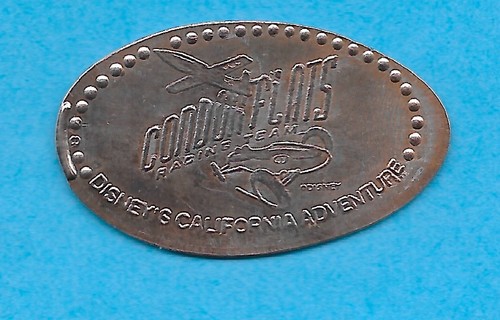 CONDOR FLATS
RACING TEAM
©DISNEY
DISNEY'S CALIFORNIA ADVENTURE